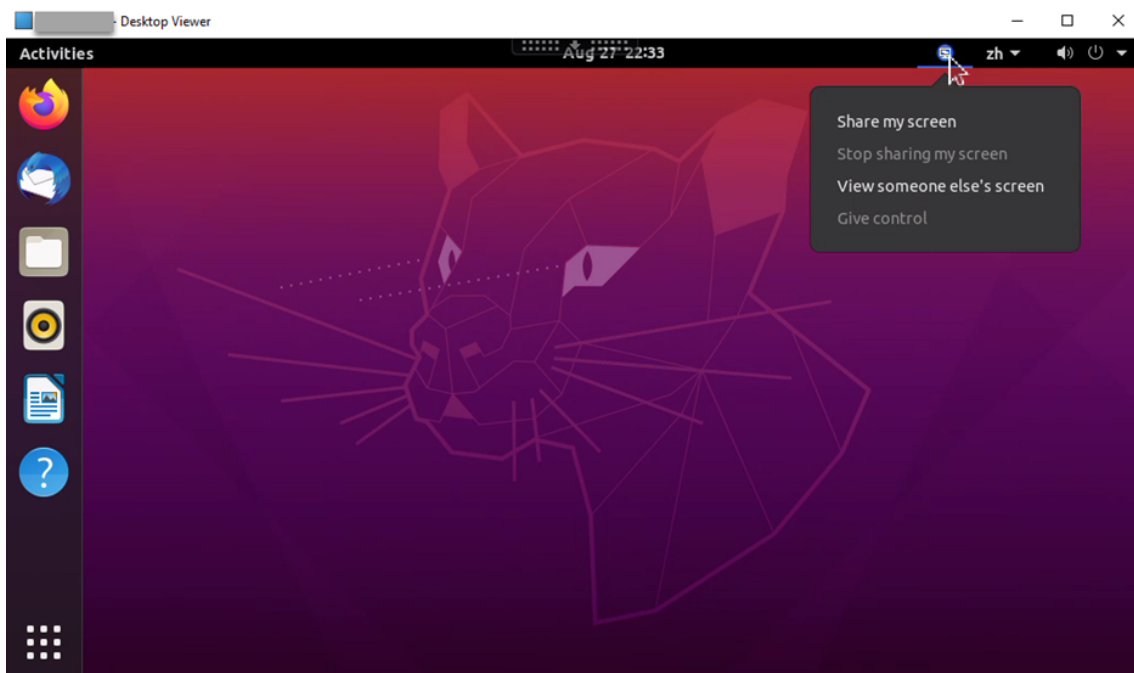 - Desktop Viewer
Activities
Aug 27 22:33
zh
Share my screen
Stop sharing my screen
View someone else's screen
Give control
?